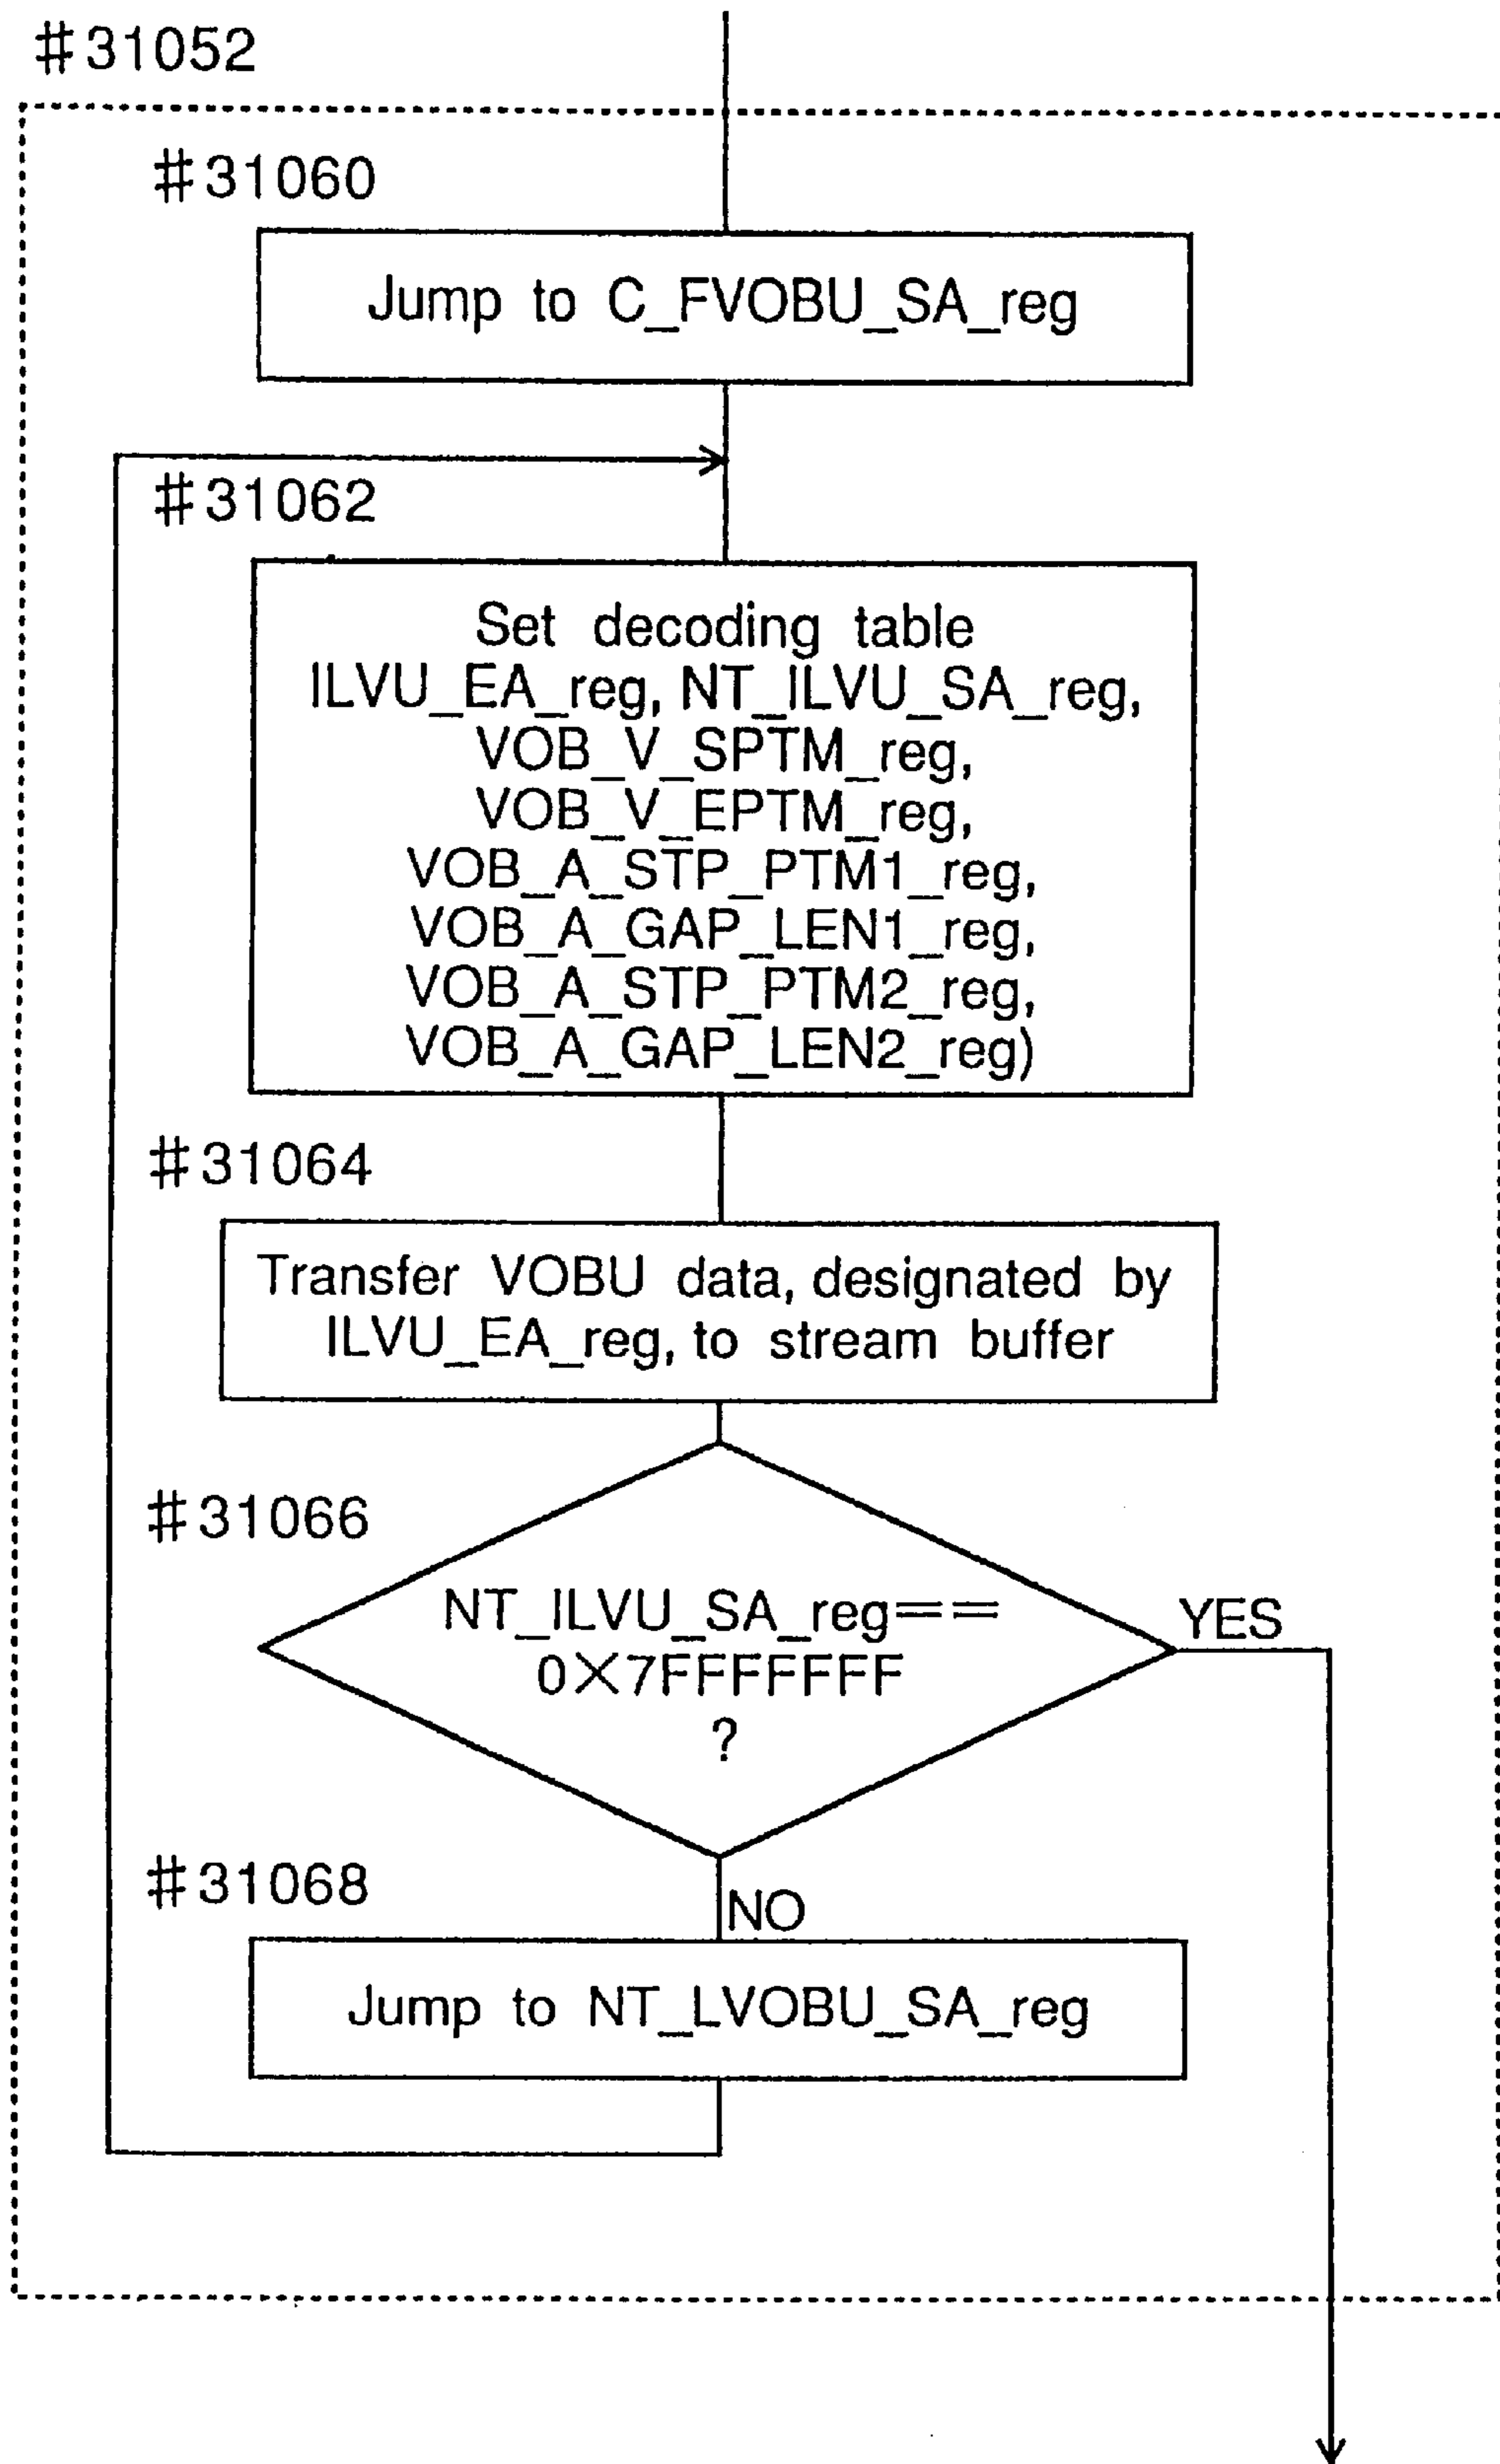 #31052
#31060
Jump to C_FVOBU_SA_reg
#31062
Set decoding table
ILVU_EA_reg, NT_ILVU_SA_reg,
VOB_V_SPTM_reg,
VOB_V_EPTM_reg,
VOB_A_STP_PTM1_reg,
VOB_A_GAP_LEN1_reg,
VOB_A_STP_PTM2_reg,
VOB_A_GAP_LEN2_reg)
#31064
Transfer VOBU data, designated by
ILVU_EA_reg, to stream buffer
#31066
NT_ILVU_SA_reg==
0X7FFFFFFF
?
YES
#31068
NO
Jump to NT_LVOBU_SA_reg